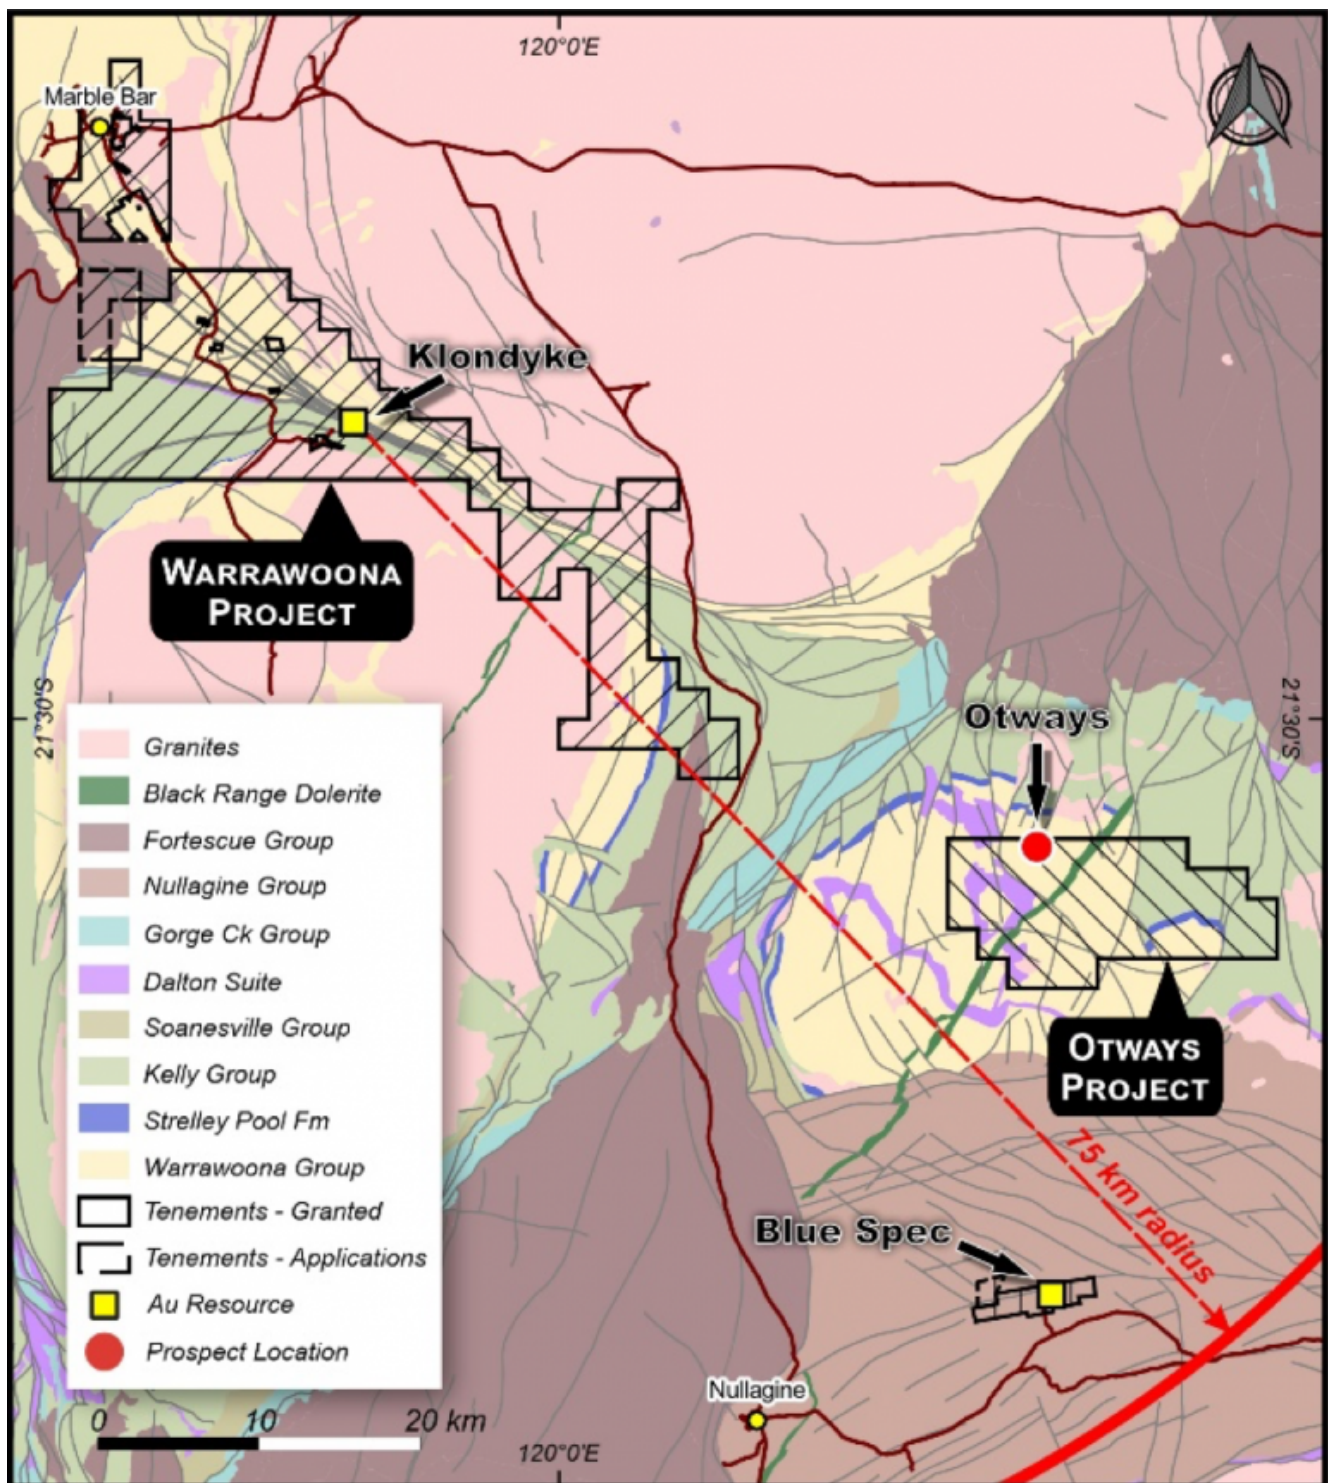 120°0'E
Marble Bar
Klondyke
WARRAWOONA
PROJECT
21°30'S
21°30'S
Otways
OTWAYS
PROJECT
Granites
Black Range Dolerite
Fortescue Group
Nullagine Group
Gorge Ck Group
Dalton Suite
Soanesville Group
Kelly Group
Strelley Pool Fm
Warrawoona Group
Tenements - Granted
Tenements - Applications
Au Resource
Prospect Location
75 km radius
Blue Spec
Nullagine
0 10 20 km
120°0'E